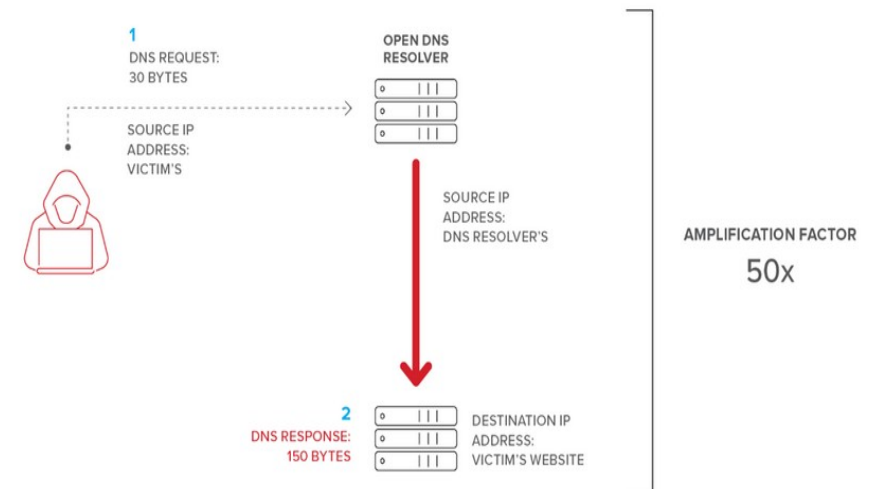 1
DNS REQUEST:
30 BYTES
SOURCE IP
ADDRESS:
VICTIM'S
OPEN DNS
RESOLVER
SOURCE IP
ADDRESS:
DNS RESOLVER'S
AMPLIFICATION FACTOR
50x
2
DNS RESPONSE:
150 BYTES
DESTINATION IP
ADDRESS:
VICTIM'S WEBSITE